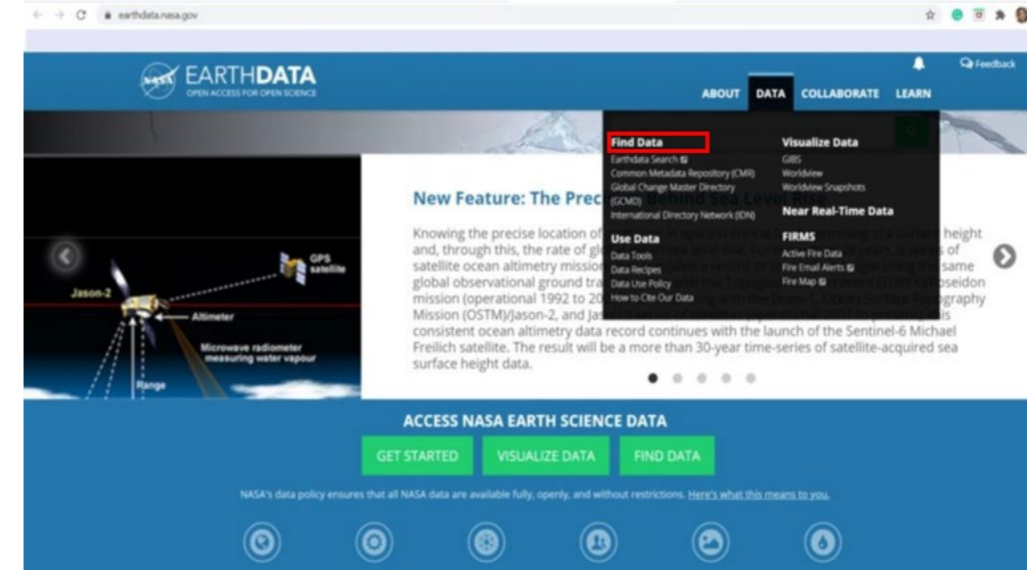 earthdata.nasa.gov
EARTHDATA
OPEN ACCESS FOR OPEN SCIENCE
Feedback
ABOUT DATA COLLABORATE LEARN
Find Data
Earthdata Search
Common Metadata Repository (CMR)
Global Change Master Directory
(GCMD)
International Directory Network (IDN)
Use Data
Data Tools
Data Recipes
Data Use Policy
How to Cite Our Data
Visualize Data
GIBS
Worldview
Worldview Snapshots
Near Real-Time Data
FIRMS
Active Fire Data
Fire Email Alerts
Fire Map
GPS
satellite
Jason-2
Altimeter
Microwave radiometer
measuring water vapour
Range
New Feature: The Prec
Knowing the precise location of height
and, through this, the rate of of
satellite ocean altimetry mission same
global observational ground
mission (operational 1992 to
Mission (OSTM)/Jason-2, and
consistent ocean altimetry data record continues with the launch of the Sentinel-6 Michael
Freilich satellite. The result will be a more than 30-year time-series of satellite-acquired sea
surface height data.
ACCESS NASA EARTH SCIENCE DATA
GET STARTED VISUALIZE DATA FIND DATA
NASA's data policy ensures that all NASA data are available fully, openly, and without restrictions. Here's what this means to you.